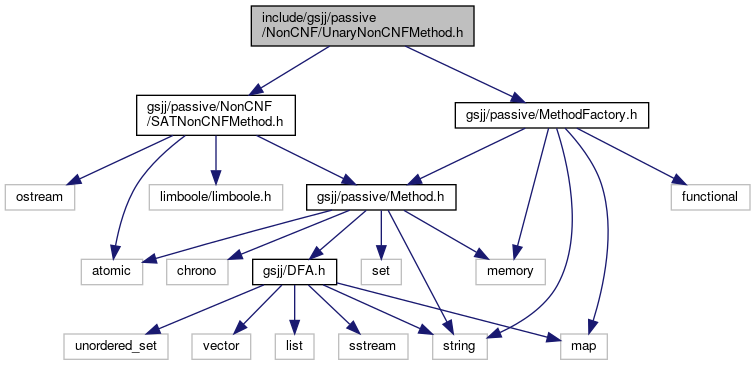 include/gsjj/passive
/NonCNF/UnaryNonCNFMethod.h
gsjj/passive/NonCNF
/SATNonCNFMethod.h
gsjj/passive/MethodFactory.h
ostream
limboole/limboole.h
gsjj/passive/Method.h
functional
atomic
chrono
gsjj/DFA.h
set
memory
unordered_set
vector
list
sstream
string
map